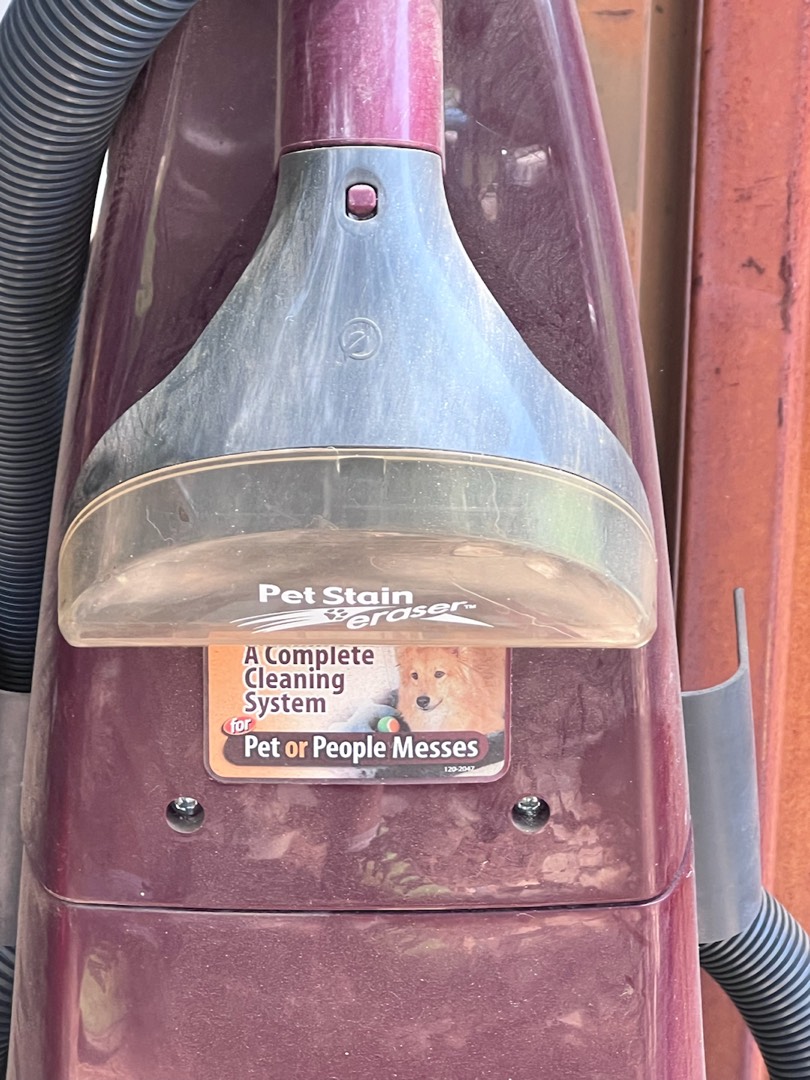 Pet Stain
eraser™
A Complete
Cleaning
System
for
Pet or People Messes
120-2047